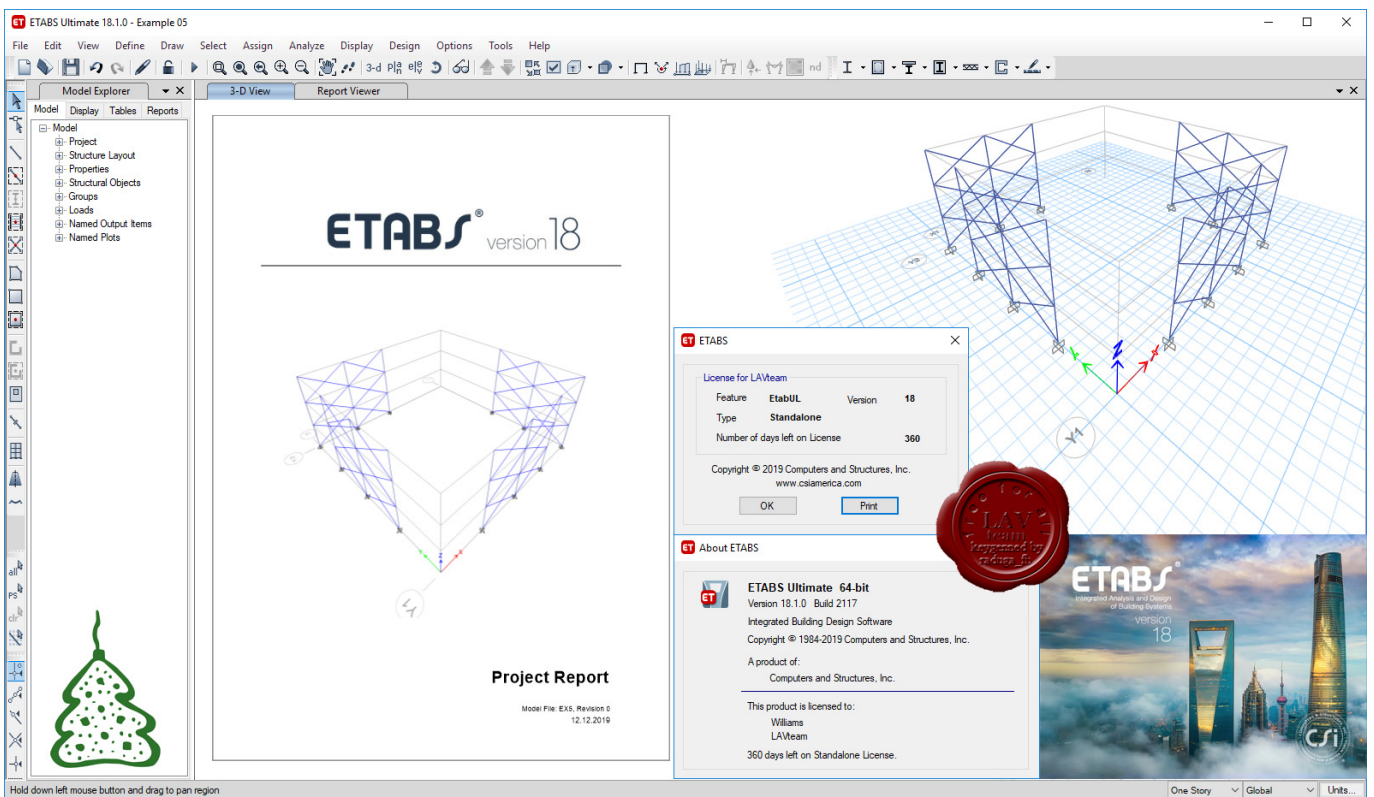 ETABS Ultimate 18.1.0 - Example 05
File Edit View Define Draw Select Assign Analyze Display Design Options Tools Help
3-d
nd
Model Explorer
3-D View Report Viewer
Model Display Tables Reports
Model
Project
Structure Layout
Properties
Structural Objects
Groups
Loads
Named Output Items
Named Plots
all
PS
clr
ETABS® version 18
Project Report
Model File: EX5, Revision 0
12.12.2019
X
Y
Z
ETABS
License for LAVteam
Feature EtabUL Version 18
Type Standalone
Number of days left on License 360
Copyright © 2019 Computers and Structures, Inc.
www.csiamerica.com
OK Print
LAV
team
keygenned by
About ETABS
ETABS Ultimate 64-bit
Version 18.1.0 Build 2117
Integrated Building Design Software
Copyright © 1984-2019 Computers and Structures, Inc.
A product of:
Computers and Structures, Inc.
This product is licensed to:
Williams
LAVteam
360 days left on Standalone License.
ETABS®
Integrated Analysis and Design
of Building Systems
version
18
CSi
Hold down left mouse button and drag to pan region
One Story Global Units...